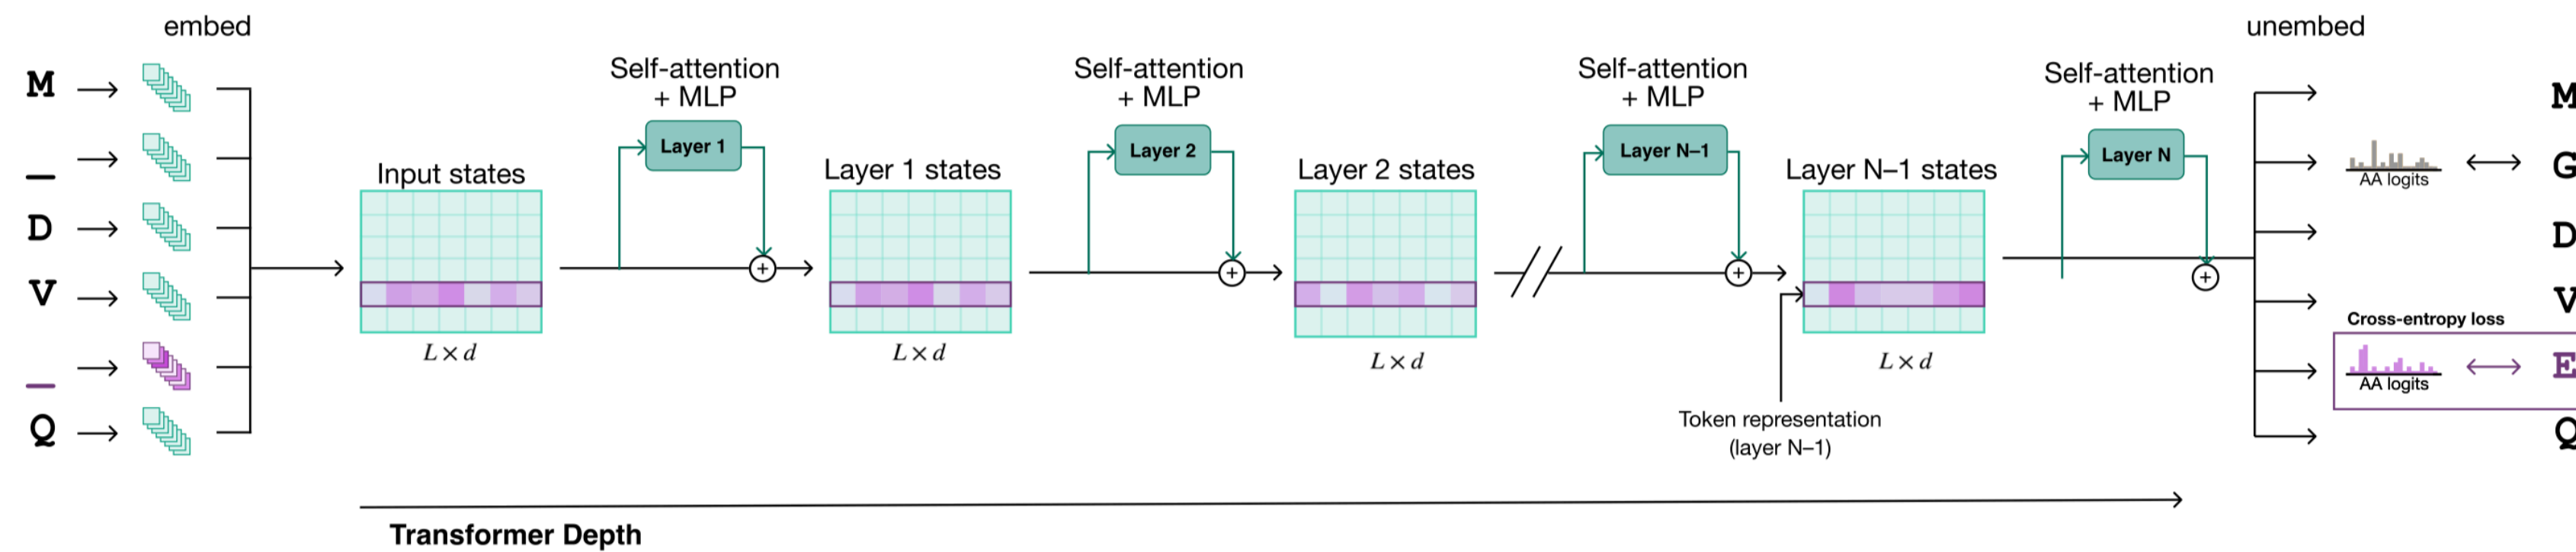 embed
unembed
M
_
D
V
_
Q
Input states
L×d
Self-attention
+ MLP
Layer 1
+
Layer 1 states
L×d
Self-attention
+ MLP
Layer 2
+
Layer 2 states
L×d
Self-attention
+ MLP
Layer N–1
+
Layer N–1 states
L×d
Token representation
(layer N–1)
Self-attention
+ MLP
Layer N
+
M
AA logits
G
D
V
Cross-entropy loss
AA logits
E
Q
Transformer Depth